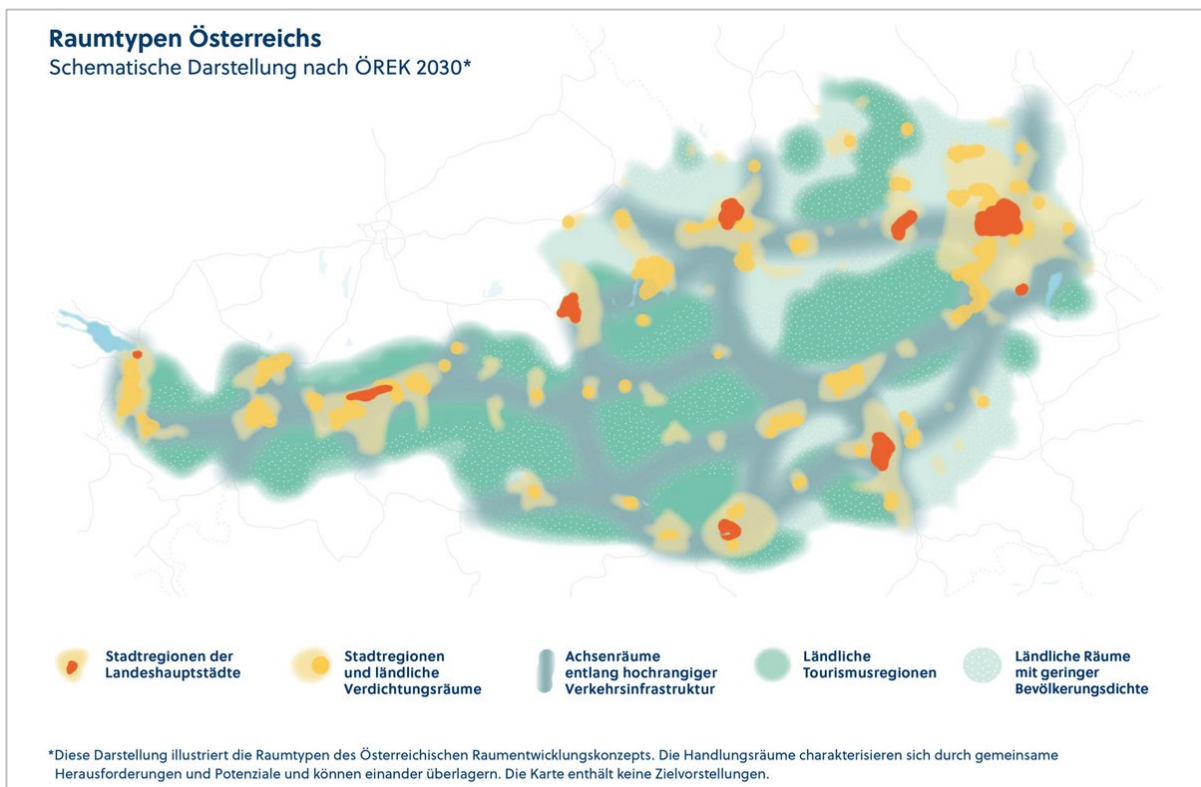 Raumtypen Österreichs
Schematische Darstellung nach ÖREK 2030*
Stadtregionen der
Landeshauptstädte
Stadtregionen
und ländliche
Verdichtungsräume
Achsenräume
entlang hochrangiger
Verkehrsinfrastruktur
Ländliche
Tourismusregionen
Ländliche Räume
mit geringer
Bevölkerungsdichte
*Diese Darstellung illustriert die Raumtypen des Österreichischen Raumentwicklungskonzepts. Die Handlungsräume charakterisieren sich durch gemeinsame
Herausforderungen und Potenziale und können einander überlagern. Die Karte enthält keine Zielvorstellungen.